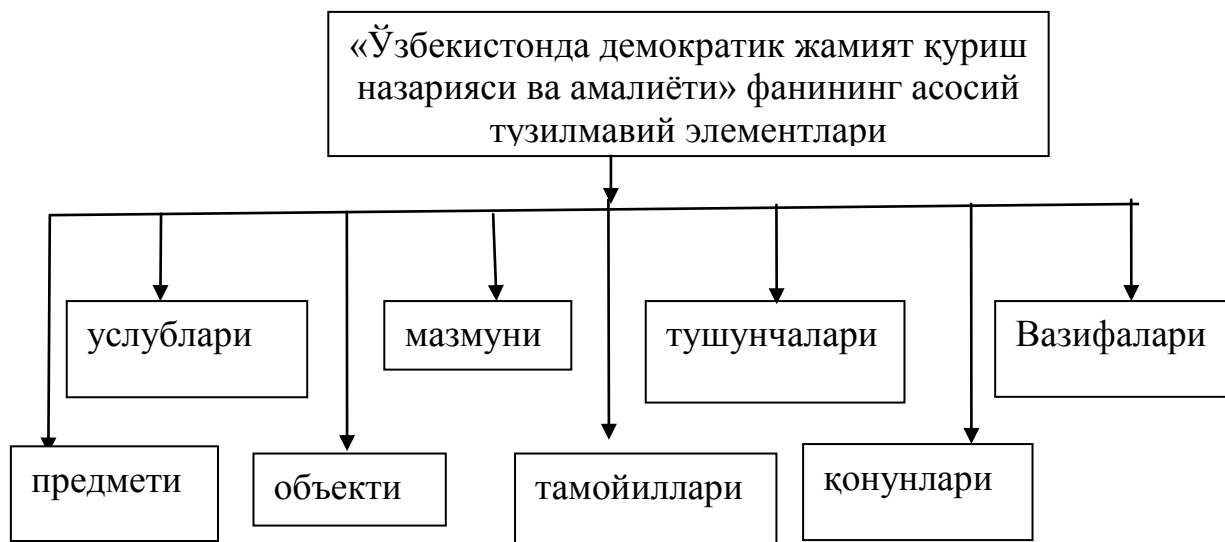 «Ўзбекистонда демократик жамият қуриш
назарияси ва амалиёти» фанининг асосий
тузилмавий элементлари
услублари
мазмуни
тушунчалари
Вазифалари
предмети
объекти
тамойиллари
қонунлари